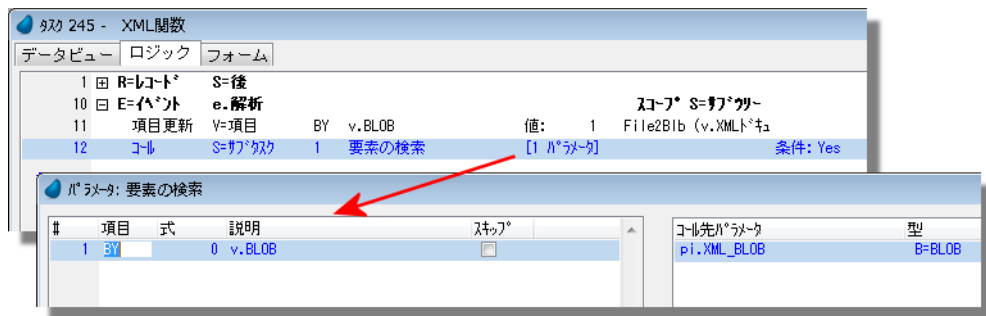 ﾀｽｸ 245 - XML関数
データビュー ロジック フォーム
1 R=ﾚｺｰﾄﾞ S=後
10 E=ｲﾍﾞﾝﾄ e.解析 ｽｺｰﾌﾟ S=ｻﾌﾞﾂﾘｰ
11 項目更新 V=項目 BY v.BLOB 値: 1 File2Blb (v.XMLﾄﾞｷｭ
12 ｺｰﾙ S=ｻﾌﾞﾀｽｸ 1 要素の検索 [1 ﾊﾟﾗﾒｰﾀ] 条件: Yes
ﾊﾟﾗﾒｰﾀ: 要素の検索
# 項目 式 説明 ｽｷｯﾌﾟ ｺｰﾙ先ﾊﾟﾗﾒｰﾀ 型
1 BY 0 v.BLOB pi.XML_BLOB B=BLOB